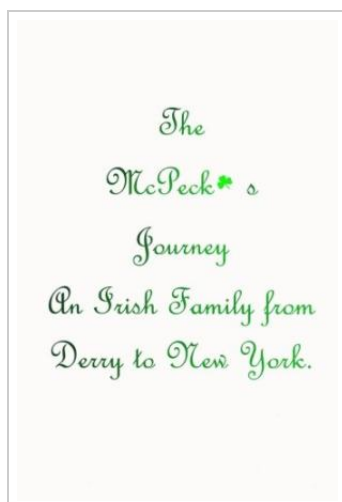 The
McPeck☘ s
Journey
An Irish Family from
Derry to New York.